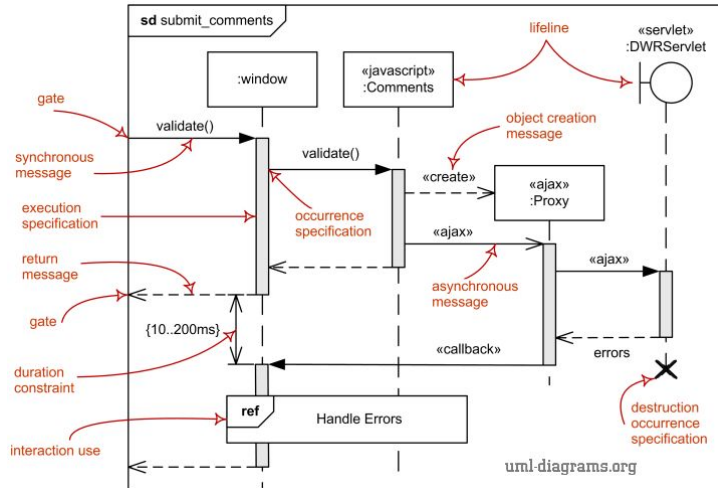 sd submit_comments
lifeline
«servlet»
:DWRServlet
:window
«javascript»
:Comments
gate
validate()
object creation
message
synchronous
message
validate()
«create»
«ajax»
:Proxy
execution
specification
occurrence
specification
«ajax»
return
message
«ajax»
asynchronous
message
gate
{10..200ms}
«callback»
errors
duration
constraint
ref
Handle Errors
destruction
occurrence
specification
interaction use
uml-diagrams.org